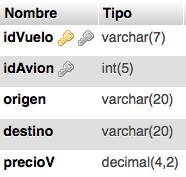 Nombre Tipo
idVuelo varchar(7)
idAvion int(5)
origen varchar(20)
destino varchar(20)
precioV decimal(4,2)